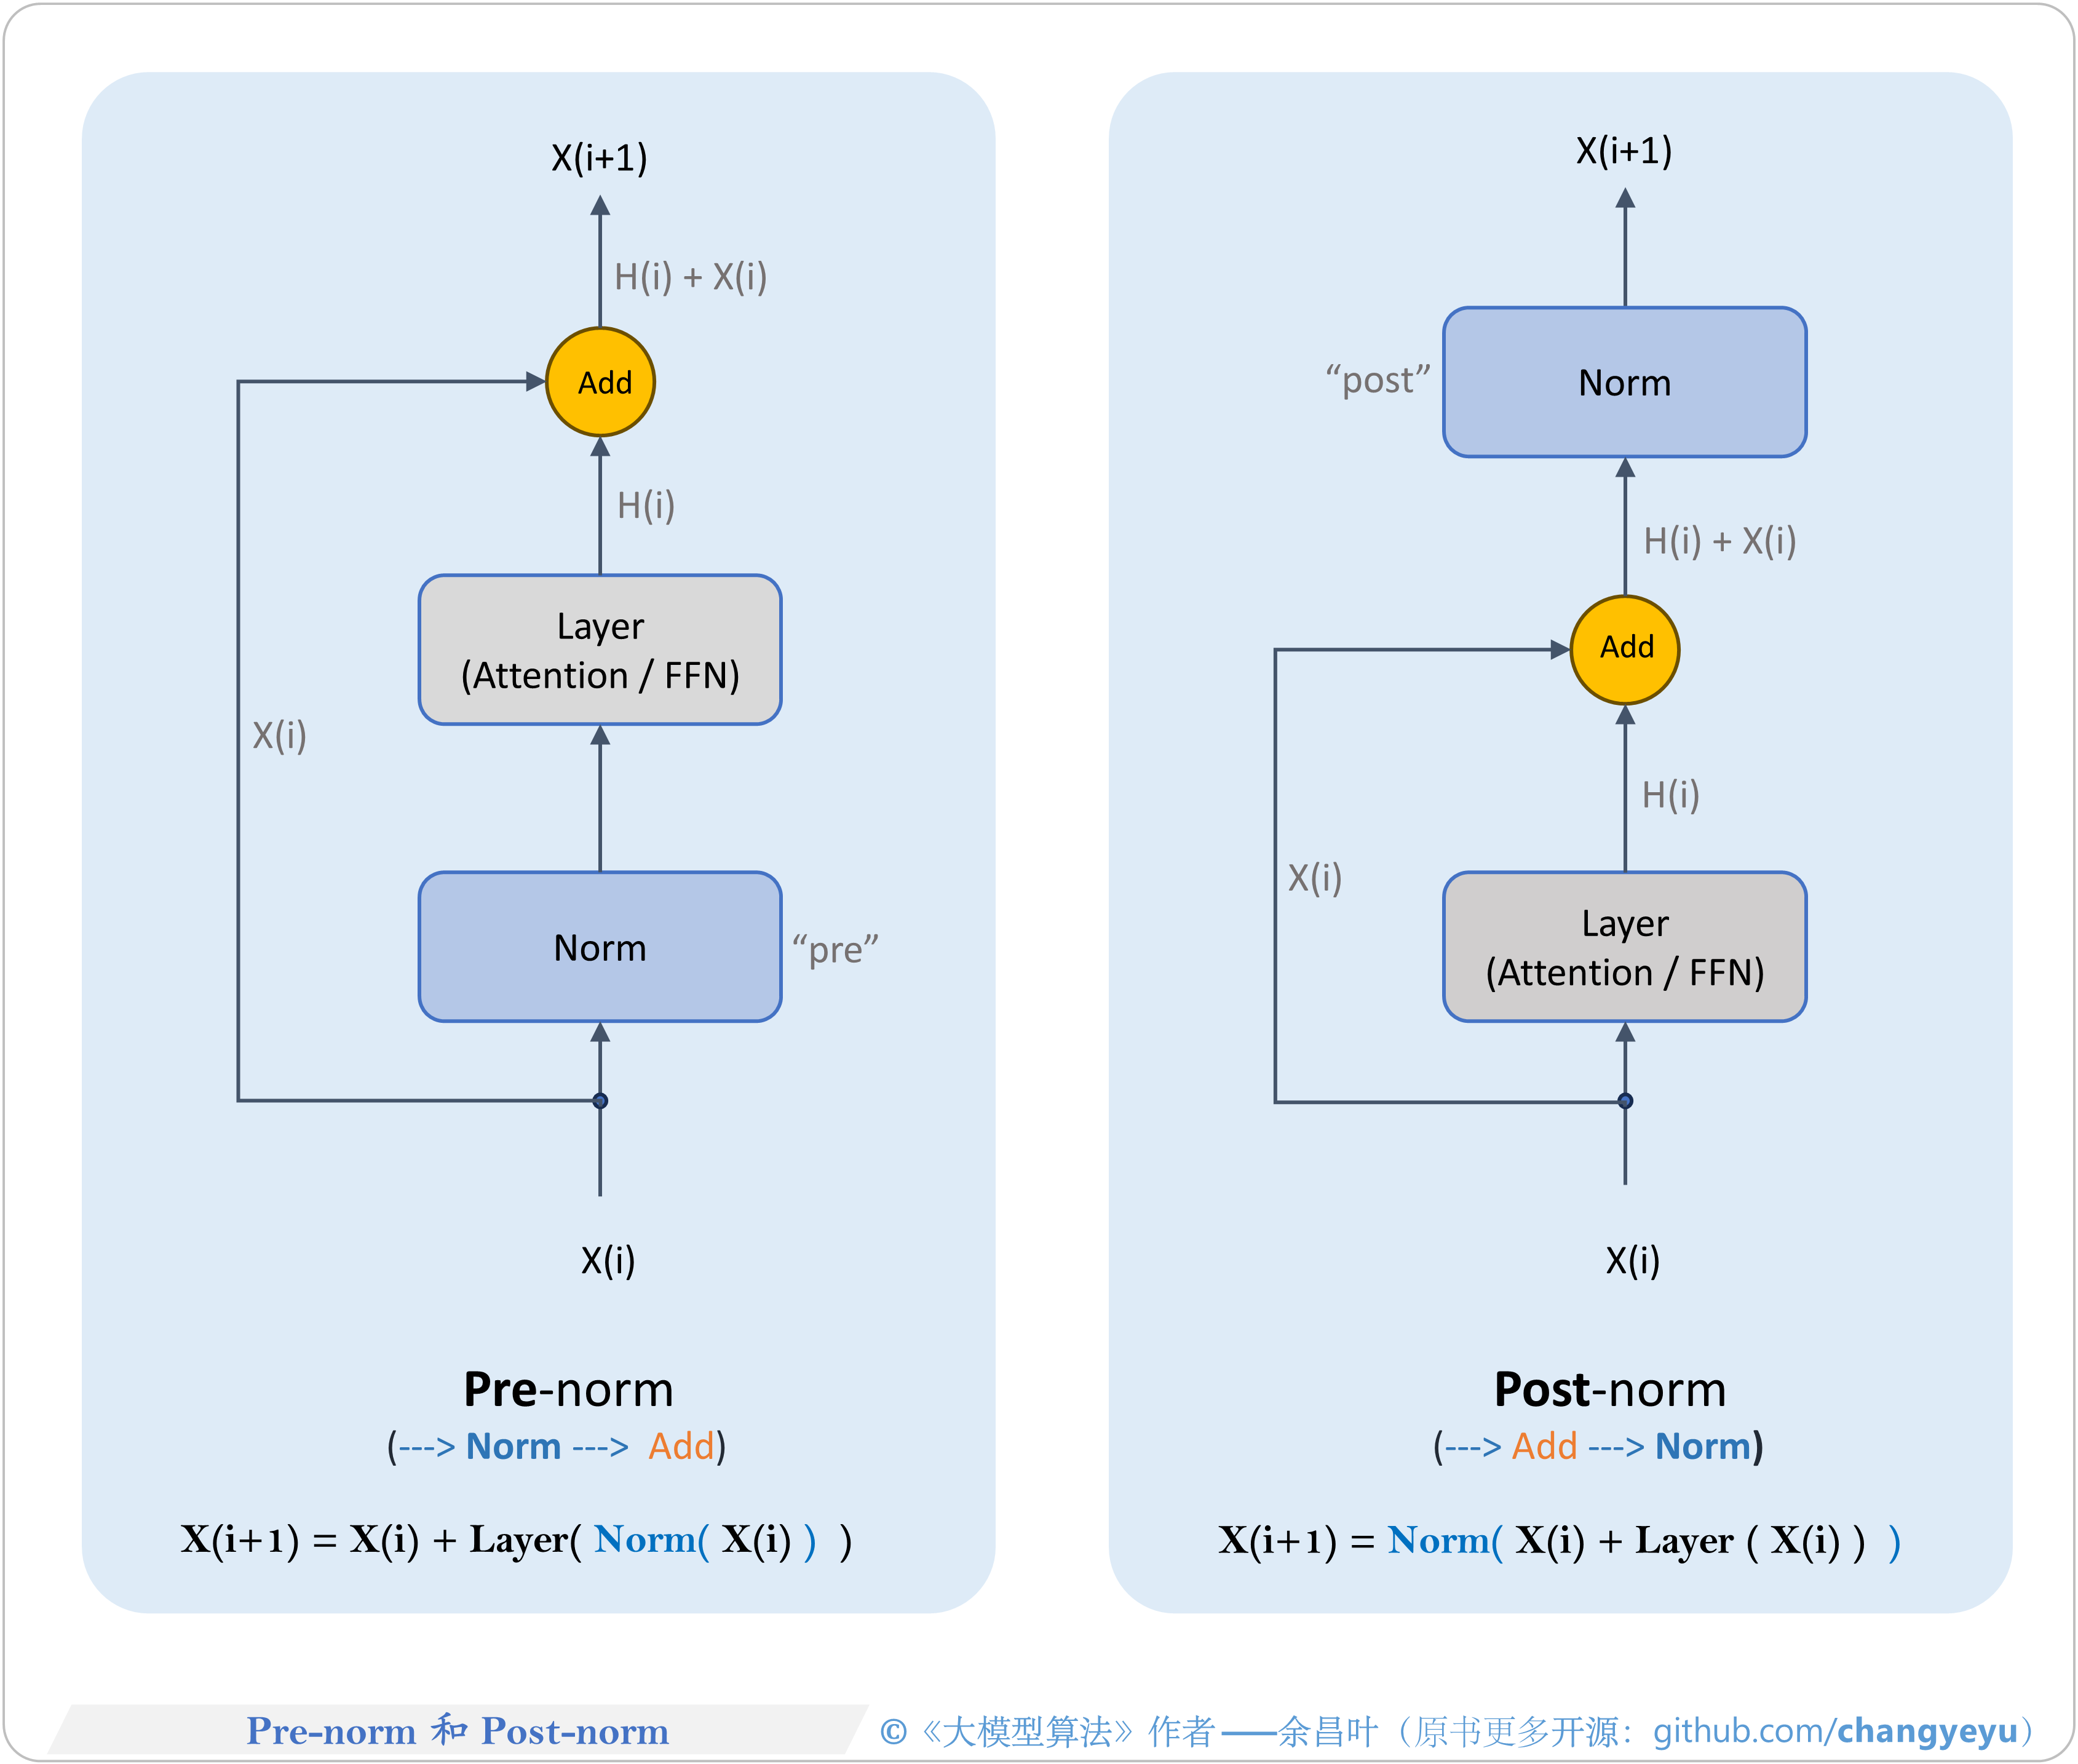 X(i+1)
H(i) + X(i)
Add
H(i)
Layer
(Attention / FFN)
X(i)
Norm
“pre”
X(i)
Pre-norm
(---> Norm ---> Add)
X(i+1) = X(i) + Layer( Norm( X(i) ) )
X(i+1)
“post”
Norm
H(i) + X(i)
Add
H(i)
X(i)
Layer
(Attention / FFN)
X(i)
Post-norm
(---> Add ---> Norm)
X(i+1) = Norm( X(i) + Layer ( X(i) ) )
Pre-norm 和 Post-norm
©《大模型算法》作者——余昌叶（原书更多开源：github.com/changyeyu）